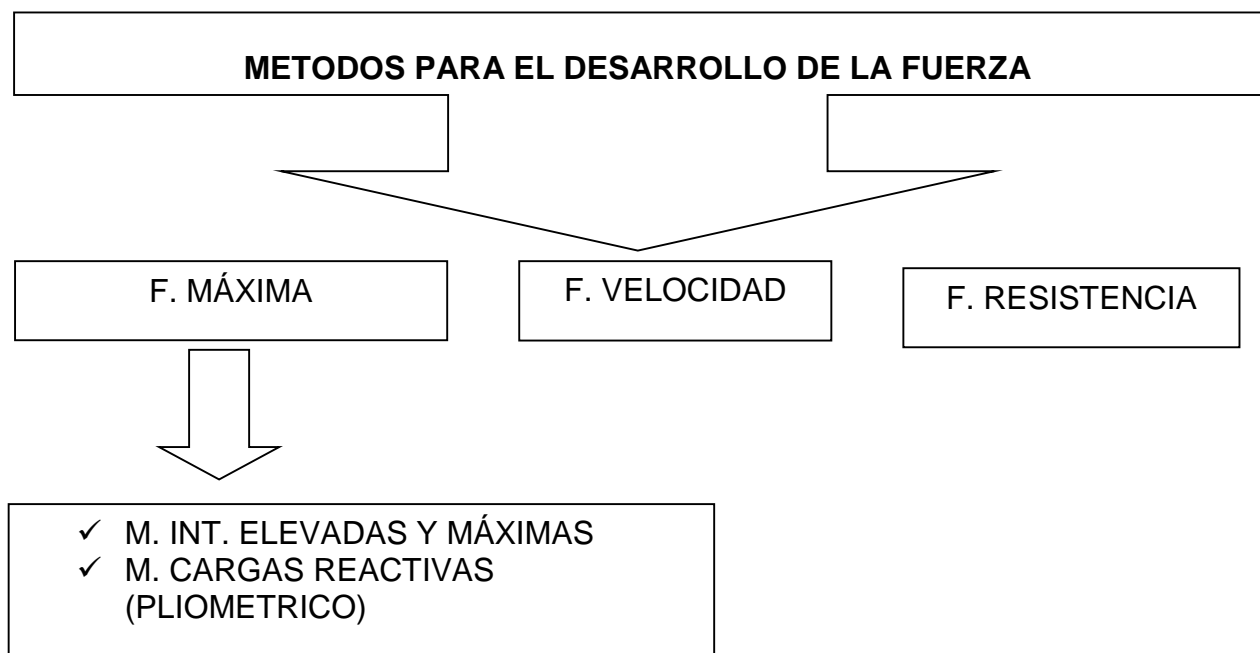 METODOS PARA EL DESARROLLO DE LA FUERZA
F. MÁXIMA
F. VELOCIDAD
F. RESISTENCIA
✓ M. INT. ELEVADAS Y MÁXIMAS
✓ M. CARGAS REACTIVAS
(PLIOMETRICO)